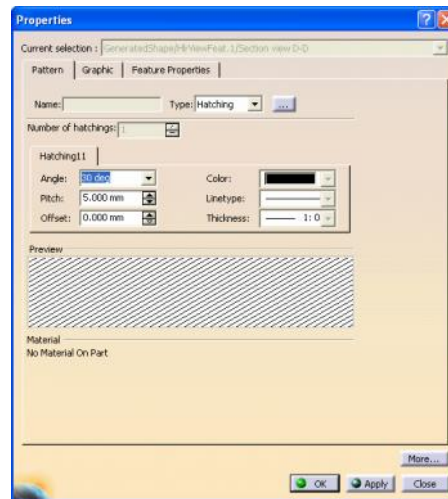 Properties
Current selection : GeneratedShape/HlrViewFeat.1/Section view D-D
Pattern Graphic Feature Properties
Name: Type: Hatching ...
Number of hatchings: 1
Hatching11
Angle: 30 deg Color:
Pitch: 5.000 mm Linetype:
Offset: 0.000 mm Thickness: 1: 0
Preview
Material
No Material On Part
More...
OK Apply Close